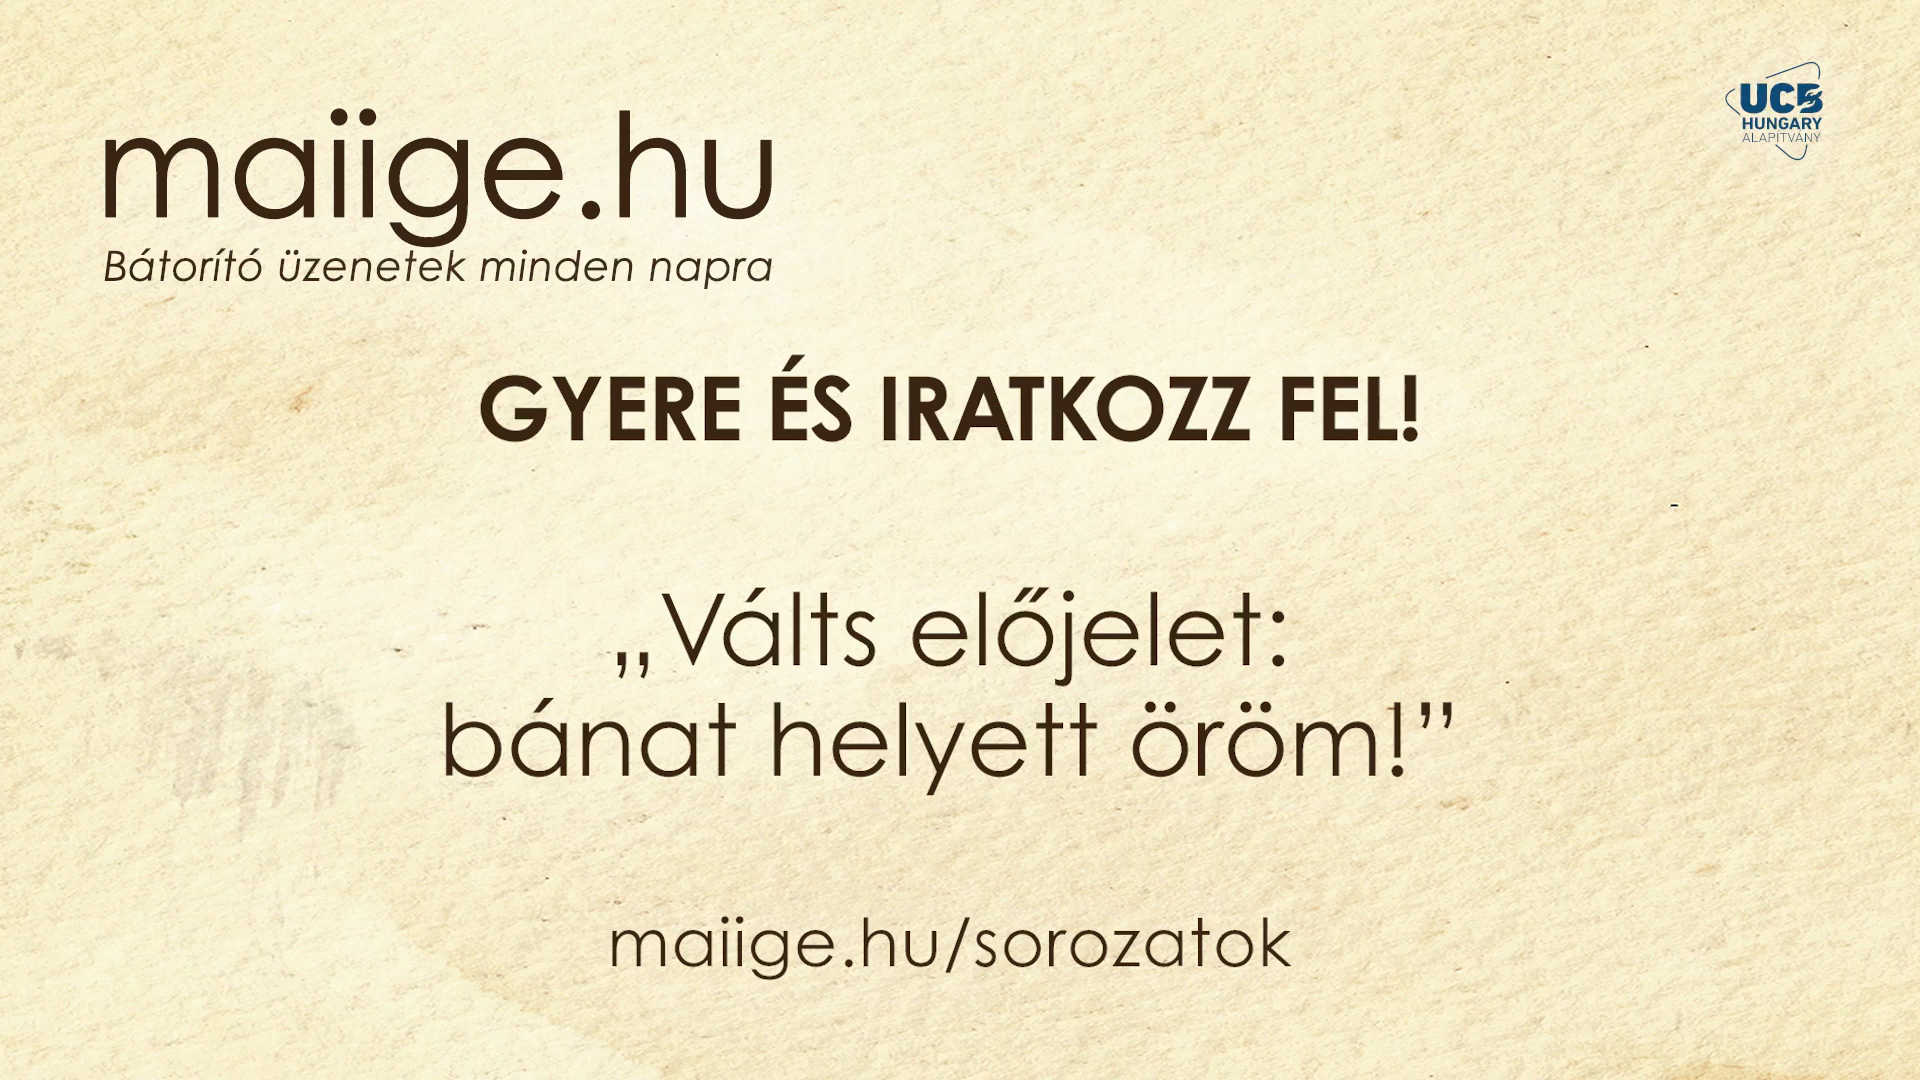 maiige.hu
Bátorító üzenetek minden napra
UCB
HUNGARY
ALAPÍTVÁNY
GYERE ÉS IRATKOZZ FEL!
-
„Válts előjelet:
bánat helyett öröm!”
maiige.hu/sorozatok